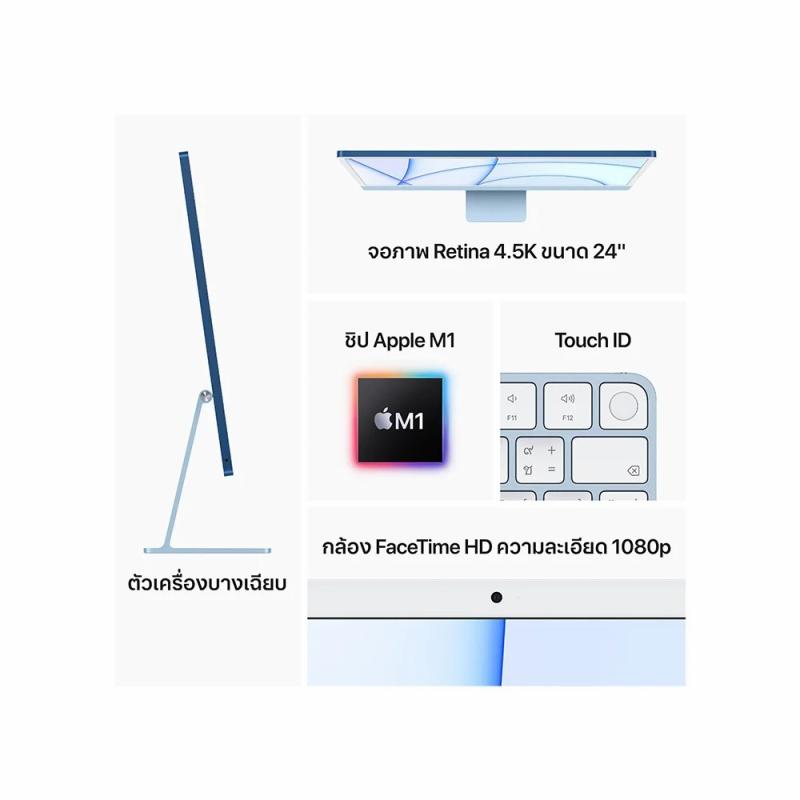 จอภาพ Retina 4.5K ขนาด 24"
ชิป Apple M1
Touch ID
M1
F11
F12
๙ +
ช =
กล้อง FaceTime HD ความละเอียด 1080p
ตัวเครื่องบางเฉียบ